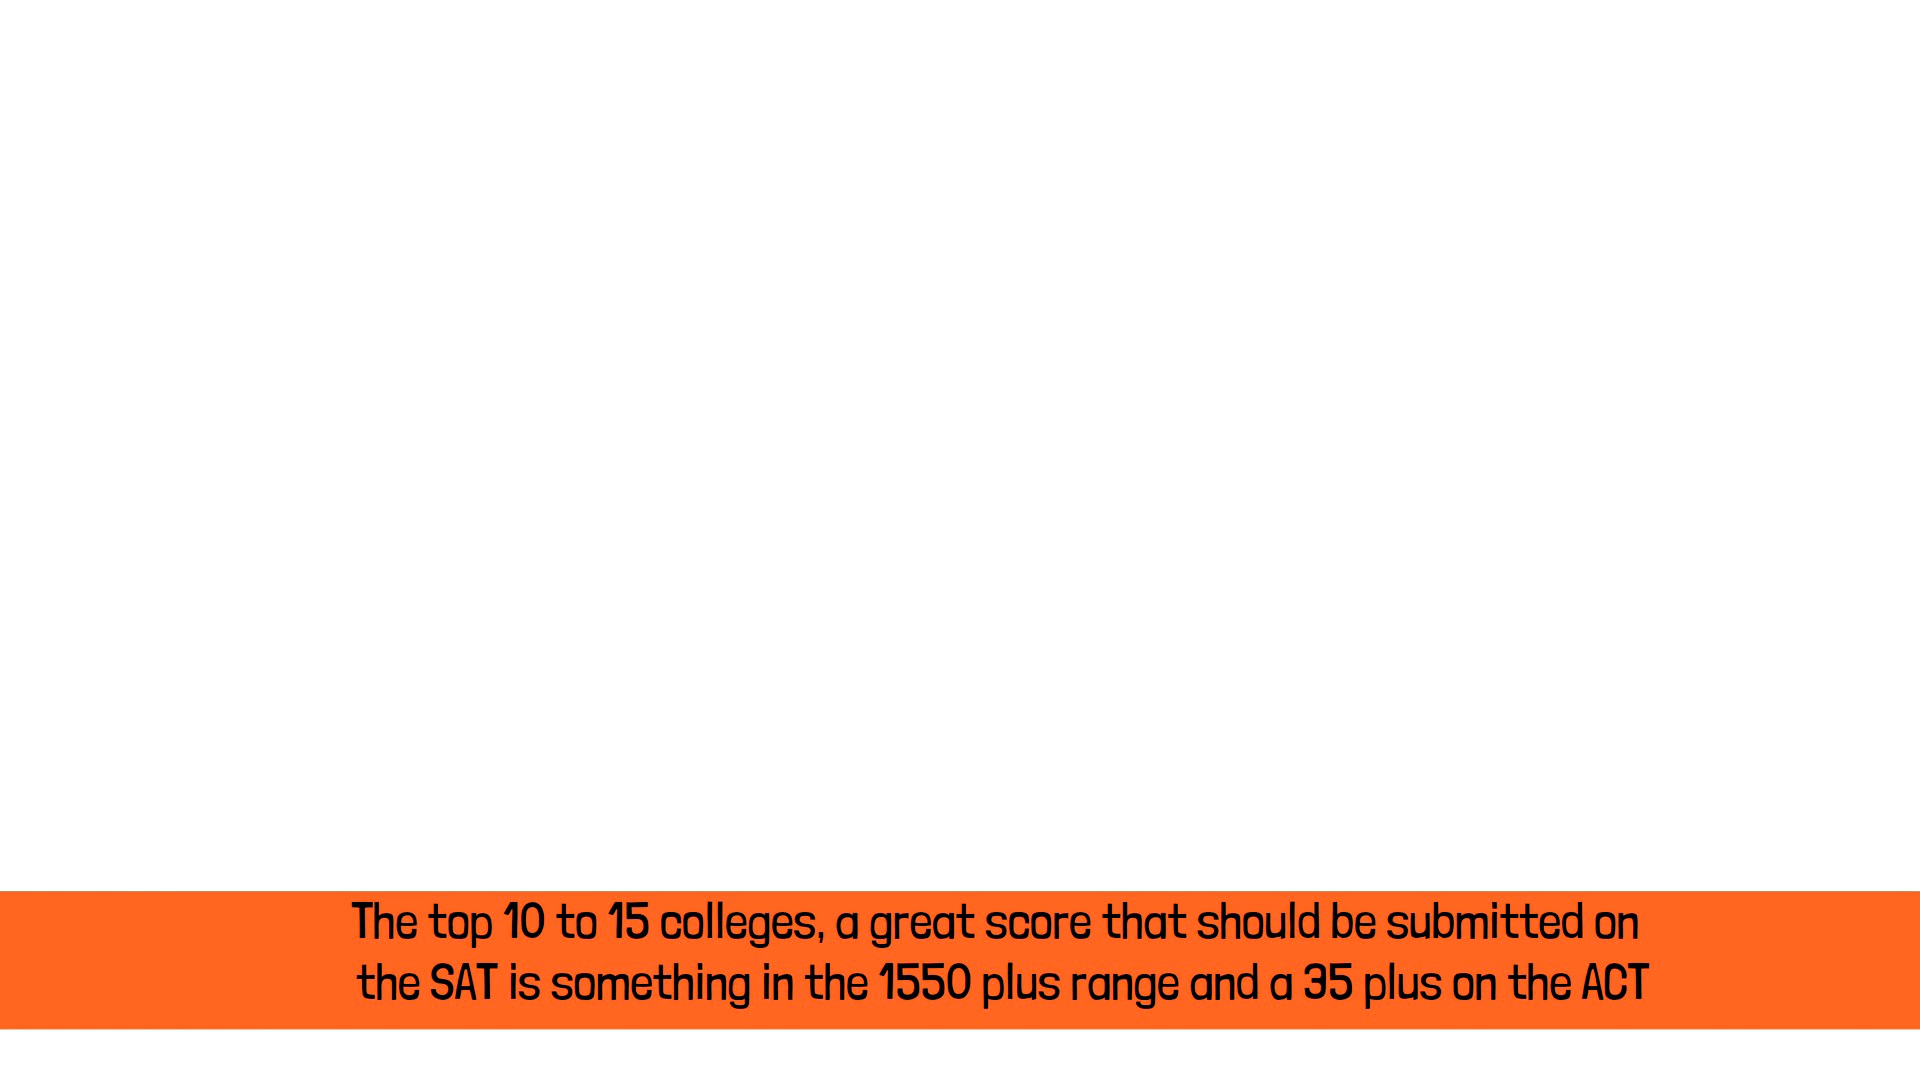 The top 10 to 15 colleges, a great score that should be submitted on
the SAT is something in the 1550 plus range and a 35 plus on the ACT